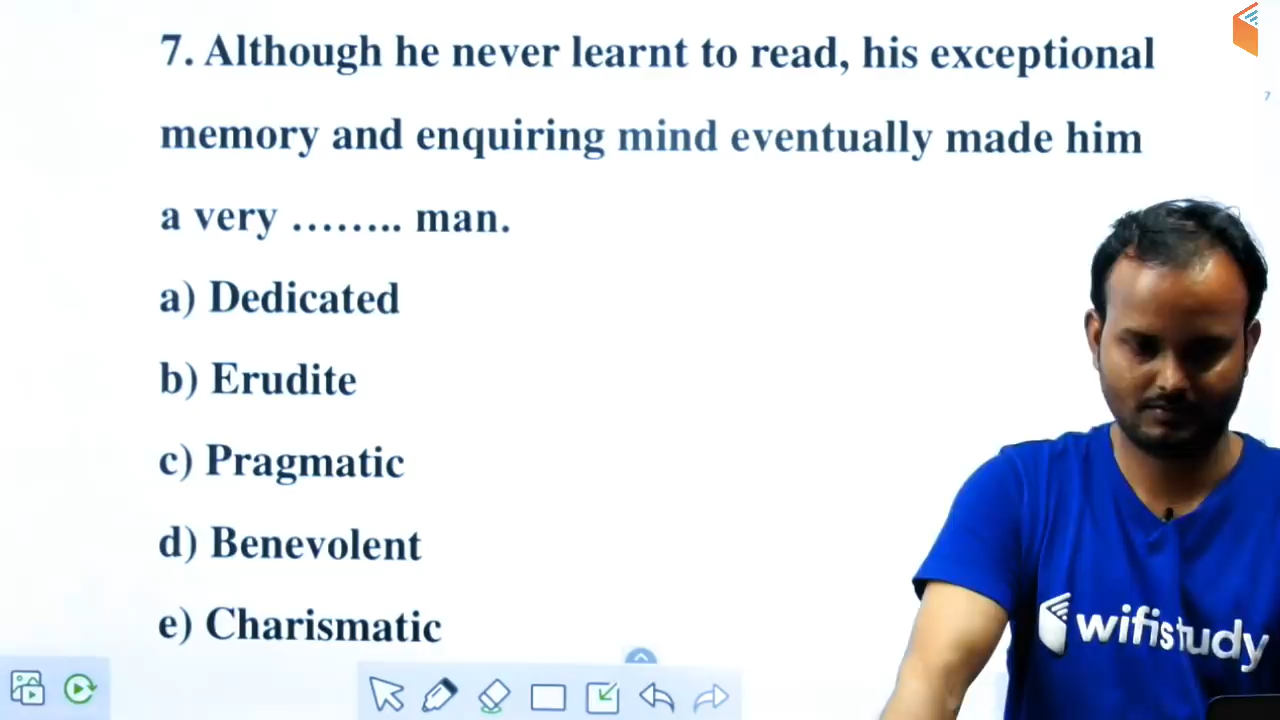 7. Although he never learnt to read, his exceptional
memory and enquiring mind eventually made him
a very …….. man.
a) Dedicated
b) Erudite
c) Pragmatic
d) Benevolent
e) Charismatic
7
wifistudy